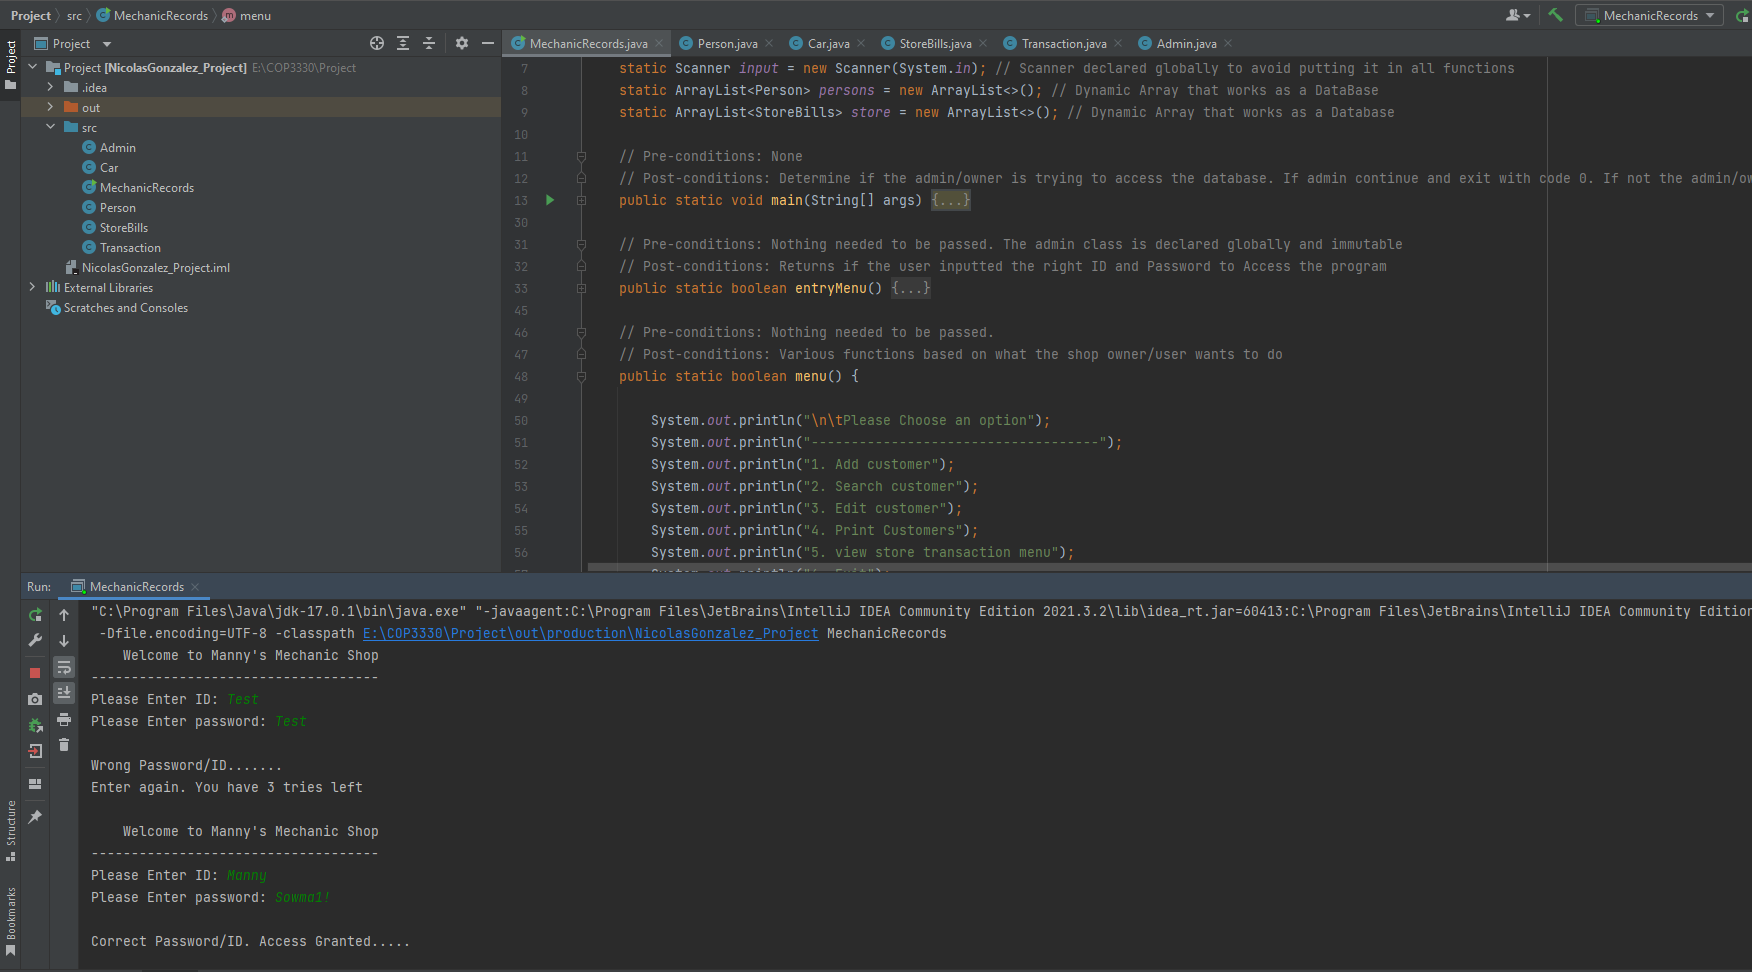 Project src MechanicRecords menu MechanicRecords
Project
Project
MechanicRecords.java Person.java Car.java StoreBills.java Transaction.java Admin.java
Project [NicolasGonzalez_Project] E:\COP3330\Project
.idea
out
src
Admin
Car
MechanicRecords
Person
StoreBills
Transaction
NicolasGonzalez_Project.iml
External Libraries
Scratches and Consoles
7 static Scanner input = new Scanner(System.in); // Scanner declared globally to avoid putting it in all functions
8 static ArrayList<Person> persons = new ArrayList<>(); // Dynamic Array that works as a DataBase
9 static ArrayList<StoreBills> store = new ArrayList<>(); // Dynamic Array that works as a Database
10
11 // Pre-conditions: None
12 // Post-conditions: Determine if the admin/owner is trying to access the database. If admin continue and exit with code 0. If not the admin/ow
13 public static void main(String[] args) {...}
30
31 // Pre-conditions: Nothing needed to be passed. The admin class is declared globally and immutable
32 // Post-conditions: Returns if the user inputted the right ID and Password to Access the program
33 public static boolean entryMenu() {...}
45
46 // Pre-conditions: Nothing needed to be passed.
47 // Post-conditions: Various functions based on what the shop owner/user wants to do
48 public static boolean menu() {
49
50 System.out.println("\n\tPlease Choose an option");
51 System.out.println("------------------------------------");
52 System.out.println("1. Add customer");
53 System.out.println("2. Search customer");
54 System.out.println("3. Edit customer");
55 System.out.println("4. Print Customers");
56 System.out.println("5. view store transaction menu");
Run: MechanicRecords
"C:\Program Files\Java\jdk-17.0.1\bin\java.exe" "-javaagent:C:\Program Files\JetBrains\IntelliJ IDEA Community Edition 2021.3.2\lib\idea_rt.jar=60413:C:\Program Files\JetBrains\IntelliJ IDEA Community Edition
-Dfile.encoding=UTF-8 -classpath E:\COP3330\Project\out\production\NicolasGonzalez_Project MechanicRecords
Welcome to Manny's Mechanic Shop
------------------------------------
Please Enter ID: Test
Please Enter password: Test
Wrong Password/ID.......
Enter again. You have 3 tries left
Welcome to Manny's Mechanic Shop
------------------------------------
Please Enter ID: Manny
Please Enter password: Sowma1!
Correct Password/ID. Access Granted.....
Structure
Bookmarks